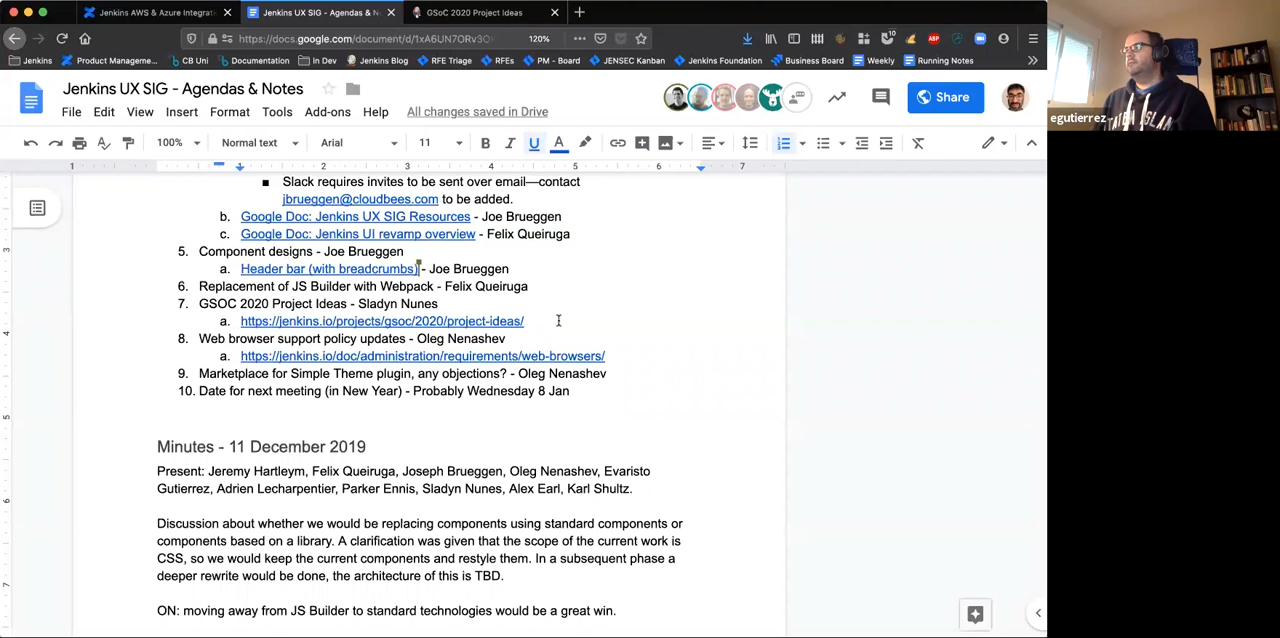 Jenkins AWS & Azure Integrat
Jenkins UX SIG - Agendas & N
GSoC 2020 Project Ideas
https://docs.google.com/document/d/1xA6UN7ORv3O
120%
Jenkins
Product Manageme...
CB Uni
Documentation
In Dev
Jenkins Blog
RFE Triage
RFEs
PM - Board
JENSEC Kanban
Jenkins Foundation
Business Board
Weekly
Running Notes
Jenkins UX SIG - Agendas & Notes
File Edit View Insert Format Tools Add-ons Help All changes saved in Drive
Share
egutierrez
100% Normal text Arial 11
1 1 2 3 4 5 6 7
■ Slack requires invites to be sent over email—contact
jbrueggen@cloudbees.com to be added.
b. Google Doc: Jenkins UX SIG Resources - Joe Brueggen
c. Google Doc: Jenkins UI revamp overview - Felix Queiruga
5. Component designs - Joe Brueggen
a. Header bar (with breadcrumbs) - Joe Brueggen
6. Replacement of JS Builder with Webpack - Felix Queiruga
7. GSOC 2020 Project Ideas - Sladyn Nunes
a. https://jenkins.io/projects/gsoc/2020/project-ideas/
8. Web browser support policy updates - Oleg Nenashev
a. https://jenkins.io/doc/administration/requirements/web-browsers/
9. Marketplace for Simple Theme plugin, any objections? - Oleg Nenashev
10. Date for next meeting (in New Year) - Probably Wednesday 8 Jan
Minutes - 11 December 2019
Present: Jeremy Hartleym, Felix Queiruga, Joseph Brueggen, Oleg Nenashev, Evaristo
Gutierrez, Adrien Lecharpentier, Parker Ennis, Sladyn Nunes, Alex Earl, Karl Shultz.
Discussion about whether we would be replacing components using standard components or
components based on a library. A clarification was given that the scope of the current work is
CSS, so we would keep the current components and restyle them. In a subsequent phase a
deeper rewrite would be done, the architecture of this is TBD.
ON: moving away from JS Builder to standard technologies would be a great win.